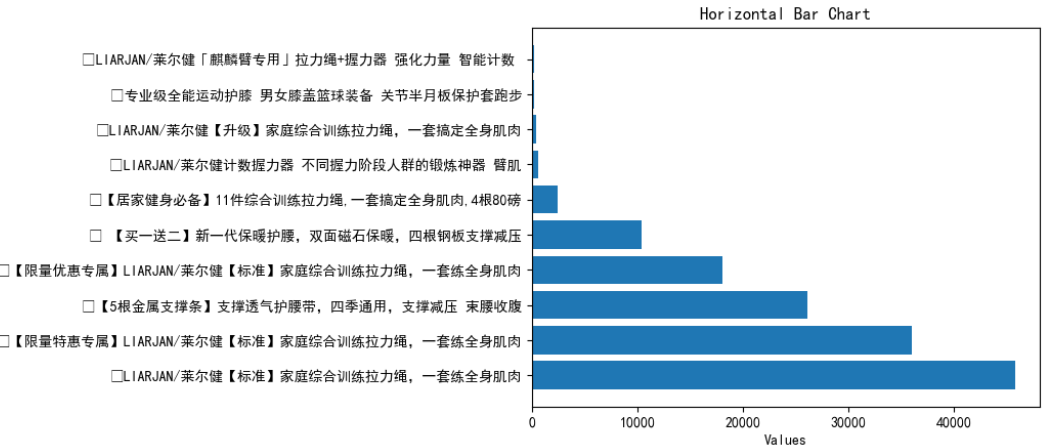 Horizontal Bar Chart
□LIARJAN/莱尔健「麒麟臂专用」拉力绳+握力器 强化力量 智能计数
□专业级全能运动护膝 男女膝盖篮球装备 关节半月板保护套跑步
□LIARJAN/莱尔健【升级】家庭综合训练拉力绳，一套搞定全身肌肉
□LIARJAN/莱尔健计数握力器 不同握力阶段人群的锻炼神器 臂肌
□【居家健身必备】11件综合训练拉力绳,一套搞定全身肌肉,4根80磅
□ 【买一送二】新一代保暖护腰，双面磁石保暖，四根钢板支撑减压
□【限量优惠专属】LIARJAN/莱尔健【标准】家庭综合训练拉力绳，一套练全身肌肉
□【5根金属支撑条】支撑透气护腰带，四季通用，支撑减压 束腰收腹
□【限量特惠专属】LIARJAN/莱尔健【标准】家庭综合训练拉力绳，一套练全身肌肉
□LIARJAN/莱尔健【标准】家庭综合训练拉力绳，一套练全身肌肉
0 10000 20000 30000 40000
Values